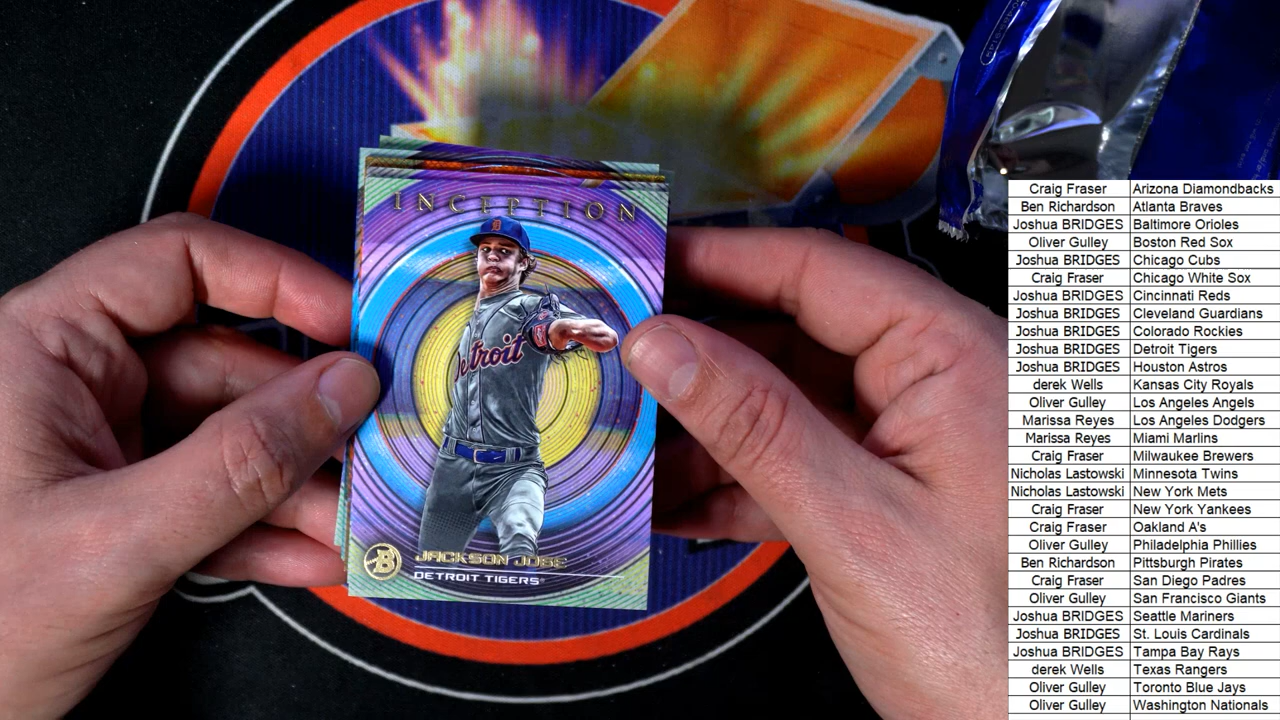 INCEPTION
D
Detroit
B
JACKSON JOBE
DETROIT TIGERS
Craig Fraser Arizona Diamondbacks
Ben Richardson Atlanta Braves
Joshua BRIDGES Baltimore Orioles
Oliver Gulley Boston Red Sox
Joshua BRIDGES Chicago Cubs
Craig Fraser Chicago White Sox
Joshua BRIDGES Cincinnati Reds
Joshua BRIDGES Cleveland Guardians
Joshua BRIDGES Colorado Rockies
Joshua BRIDGES Detroit Tigers
Joshua BRIDGES Houston Astros
derek Wells Kansas City Royals
Oliver Gulley Los Angeles Angels
Marissa Reyes Los Angeles Dodgers
Marissa Reyes Miami Marlins
Craig Fraser Milwaukee Brewers
Nicholas Lastowski Minnesota Twins
Nicholas Lastowski New York Mets
Craig Fraser New York Yankees
Craig Fraser Oakland A's
Oliver Gulley Philadelphia Phillies
Ben Richardson Pittsburgh Pirates
Craig Fraser San Diego Padres
Oliver Gulley San Francisco Giants
Joshua BRIDGES Seattle Mariners
Joshua BRIDGES St. Louis Cardinals
Joshua BRIDGES Tampa Bay Rays
derek Wells Texas Rangers
Oliver Gulley Toronto Blue Jays
Oliver Gulley Washington Nationals